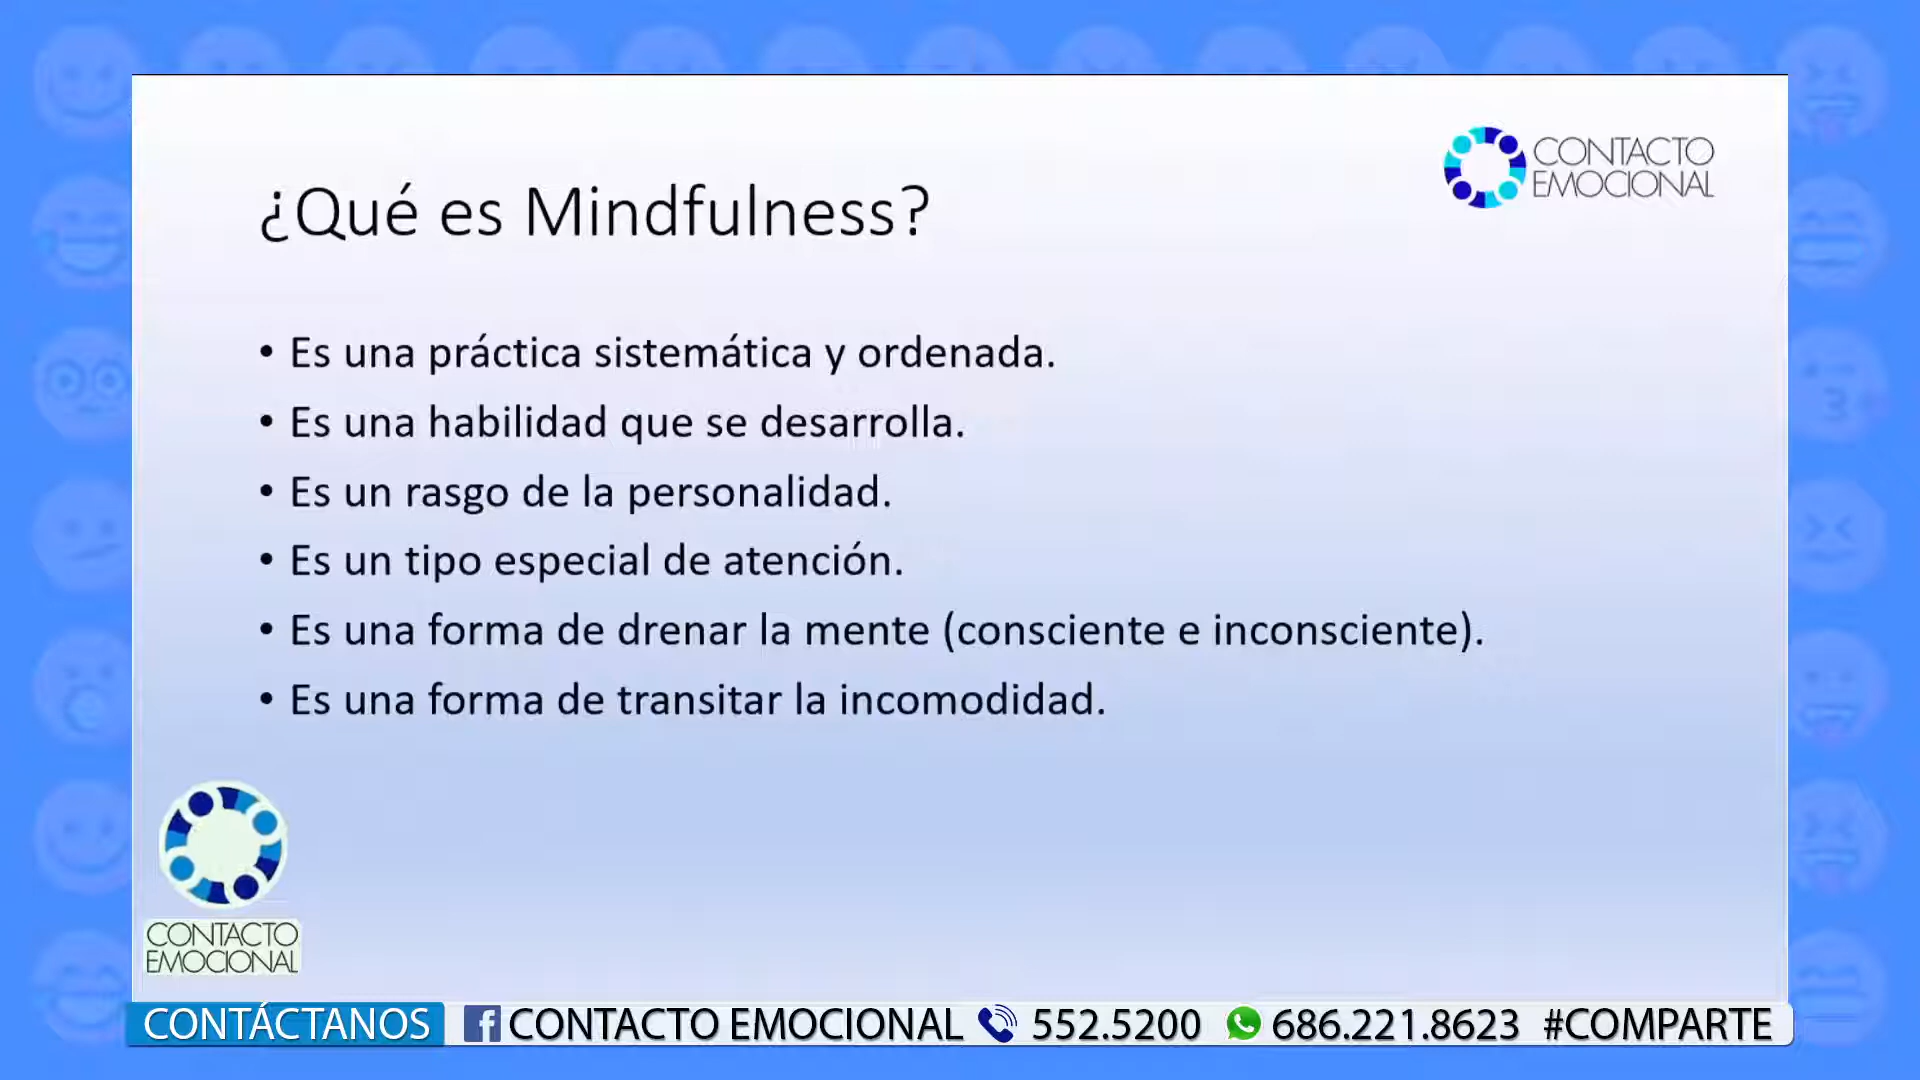 CONTACTO
EMOCIONAL
¿Qué es Mindfulness?
• Es una práctica sistemática y ordenada.
• Es una habilidad que se desarrolla.
• Es un rasgo de la personalidad.
• Es un tipo especial de atención.
• Es una forma de drenar la mente (consciente e inconsciente).
• Es una forma de transitar la incomodidad.
CONTACTO
EMOCIONAL
CONTÁCTANOS f CONTACTO EMOCIONAL 552.5200 686.221.8623 #COMPARTE